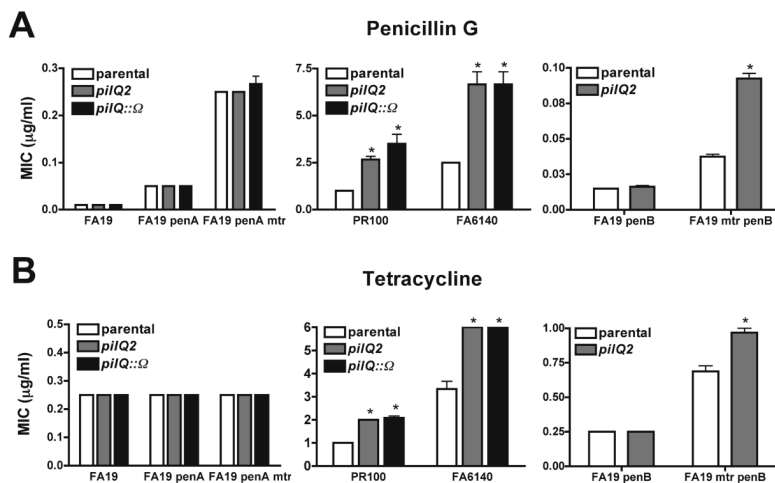 A
Penicillin G
MIC (µg/ml)
0.3
0.2
0.1
0.0
parental
pilQ2
pilQ::Ω
FA19
FA19 penA
FA19 penA mtr
7.5
5.0
2.5
0.0
parental
pilQ2
pilQ::Ω
* * * *
PR100
FA6140
0.10
0.08
0.05
0.03
0.00
parental
pilQ2
*
FA19 penB
FA19 mtr penB
B
Tetracycline
MIC (µg/ml)
0.5
0.4
0.3
0.2
0.1
0.0
parental
pilQ2
pilQ::Ω
FA19
FA19 penA
FA19 penA mtr
6
5
4
3
2
1
parental
pilQ2
pilQ::Ω
* * * *
PR100
FA6140
1.00
0.75
0.50
0.25
0.00
parental
pilQ2
*
FA19 penB
FA19 mtr penB